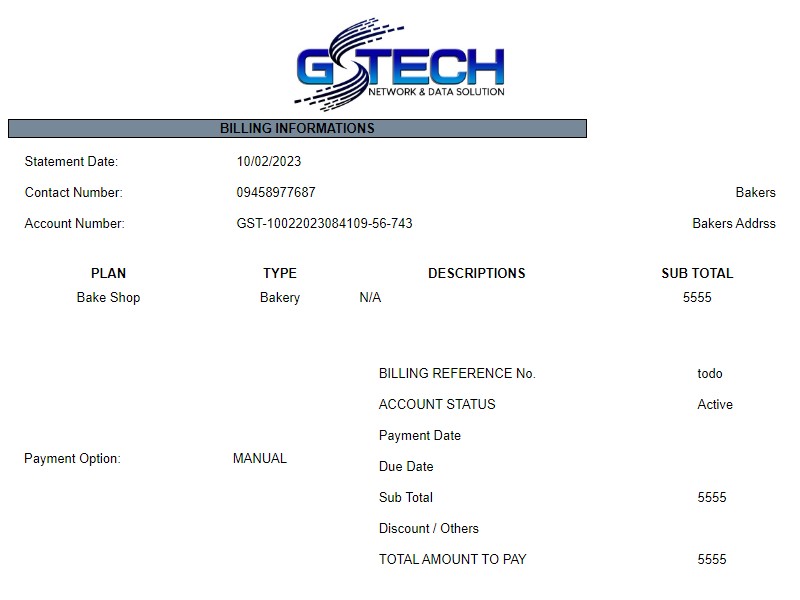 GSTECH
NETWORK & DATA SOLUTION
BILLING INFORMATIONS
Statement Date: 10/02/2023
Contact Number: 09458977687 Bakers
Account Number: GST-10022023084109-56-743 Bakers Addrss
PLAN TYPE DESCRIPTIONS SUB TOTAL
Bake Shop Bakery N/A 5555
BILLING REFERENCE No. todo
ACCOUNT STATUS Active
Payment Date
Payment Option: MANUAL
Due Date
Sub Total 5555
Discount / Others
TOTAL AMOUNT TO PAY 5555